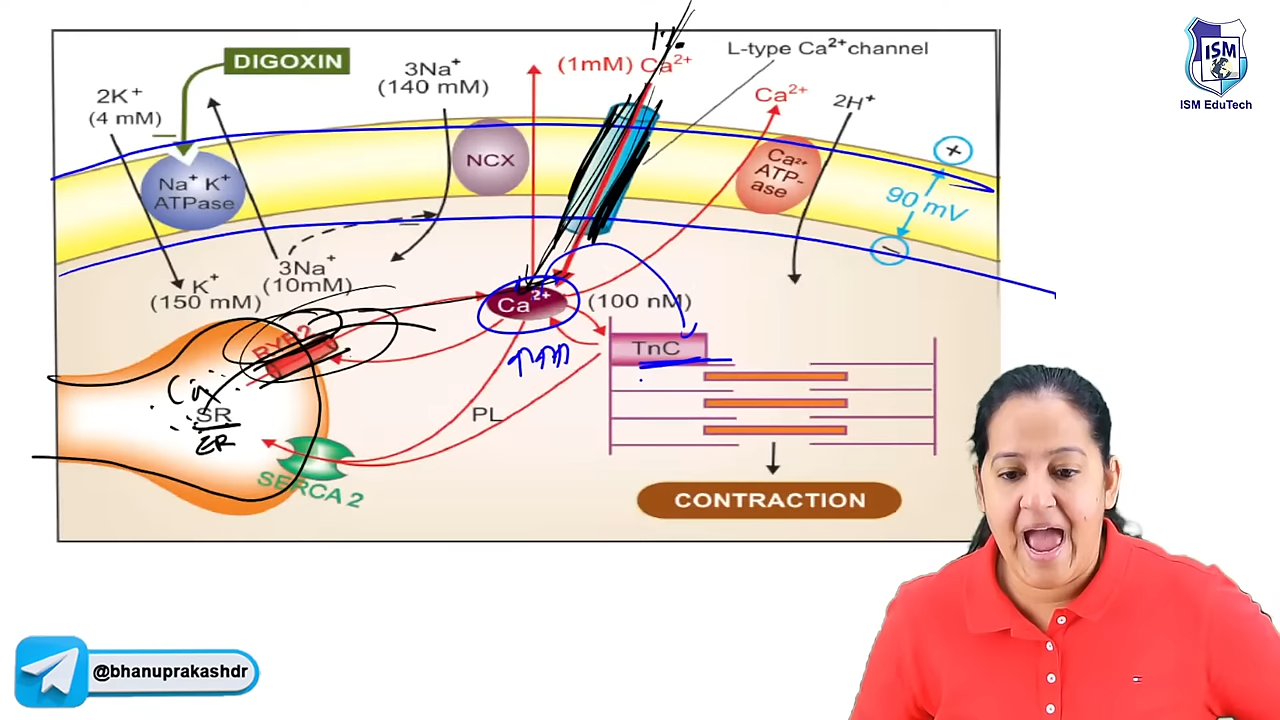 ISM
ISM EduTech
DIGOXIN
2K⁺
(4 mM)
3Na⁺
(140 mM)
(1mM) Ca²⁺
L-type Ca²⁺channel
Ca²⁺
2H⁺
+
90 mV
−
NCX
Na⁺ K⁺
ATPase
Ca²⁺
ATP-
ase
K⁺
(150 mM)
3Na⁺
(10mM)
Ca²⁺
(100 nM)
TnC
SR
ER
PL
SERCA 2
CONTRACTION
@bhanuprakashdr